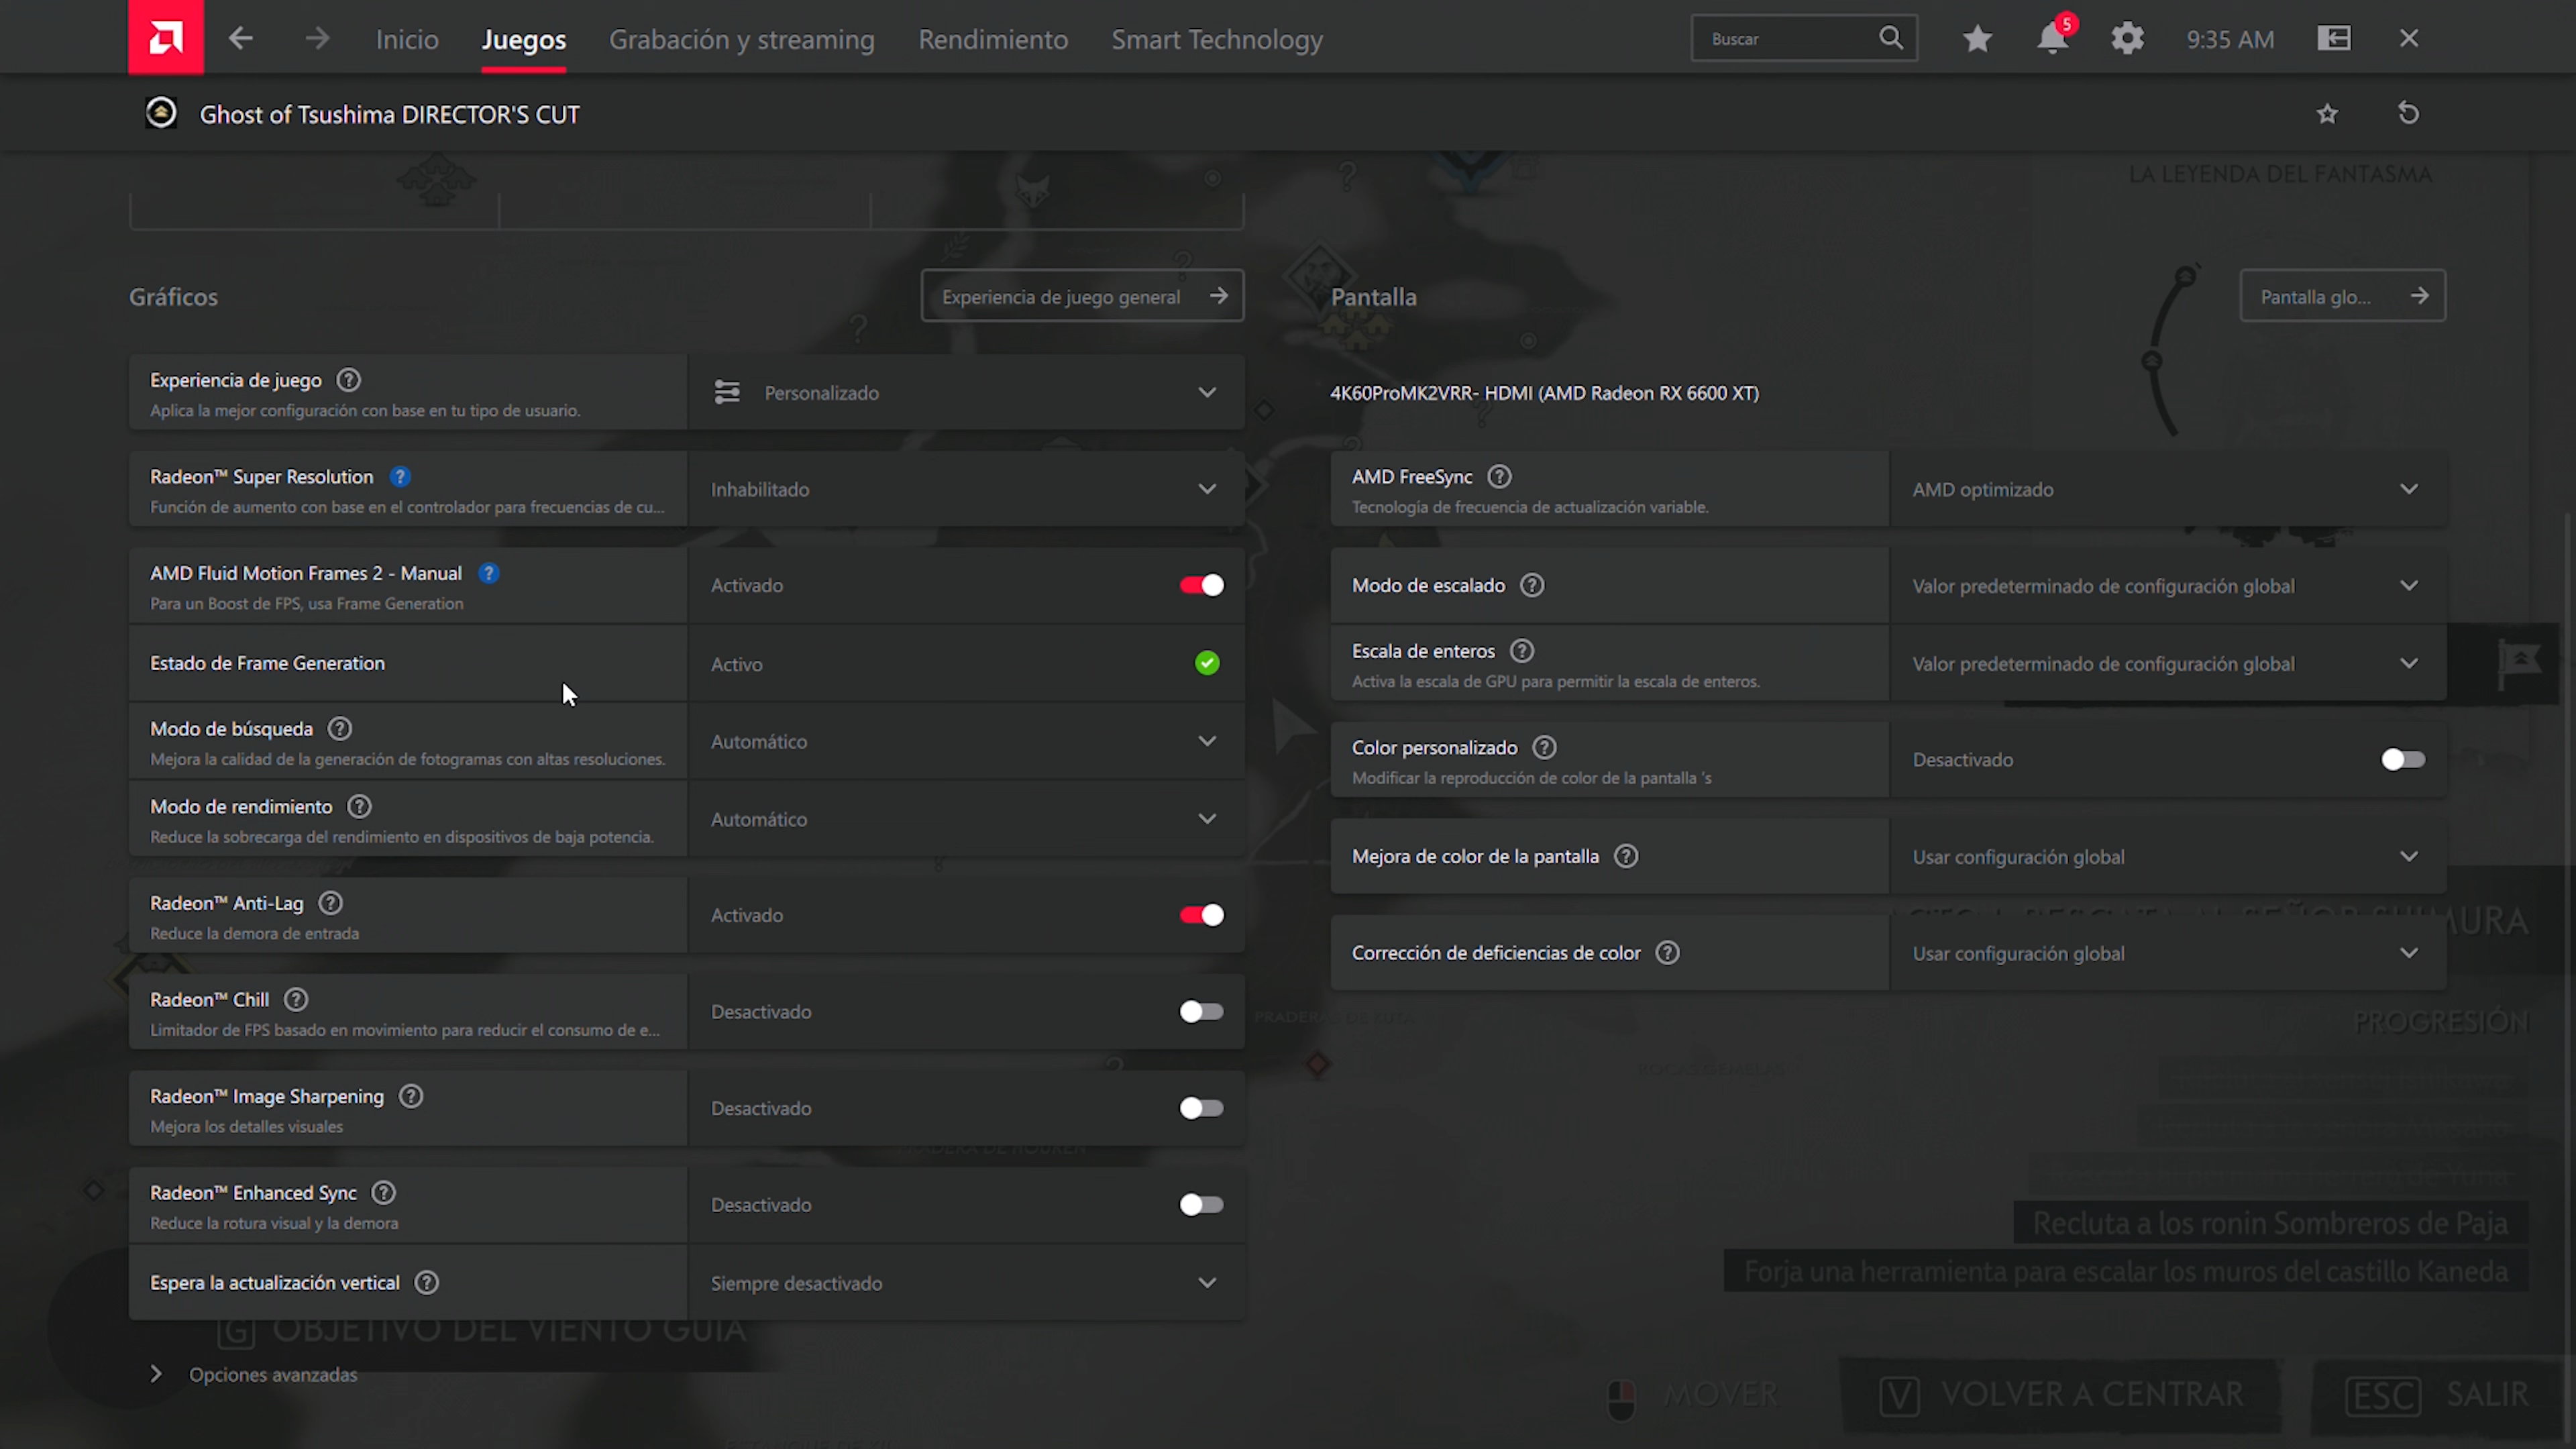 Inicio
Juegos
Grabación y streaming
Rendimiento
Smart Technology
Buscar
5
9:35 AM
Ghost of Tsushima DIRECTOR'S CUT
LA LEYENDA DEL FANTASMA
Gráficos
Experiencia de juego general
Experiencia de juego
Aplica la mejor configuración con base en tu tipo de usuario.
Personalizado
Radeon™ Super Resolution
Función de aumento con base en el controlador para frecuencias de cu...
Inhabilitado
AMD Fluid Motion Frames 2 - Manual
Para un Boost de FPS, usa Frame Generation
Activado
Estado de Frame Generation
Activo
Modo de búsqueda
Mejora la calidad de la generación de fotogramas con altas resoluciones.
Automático
Modo de rendimiento
Reduce la sobrecarga del rendimiento en dispositivos de baja potencia.
Automático
Radeon™ Anti-Lag
Reduce la demora de entrada
Activado
Radeon™ Chill
Limitador de FPS basado en movimiento para reducir el consumo de e...
Desactivado
Radeon™ Image Sharpening
Mejora los detalles visuales
Desactivado
Radeon™ Enhanced Sync
Reduce la rotura visual y la demora
Desactivado
Espera la actualización vertical
Siempre desactivado
G OBJETIVO DEL VIENTO GUÍA
Opciones avanzadas
Pantalla
Pantalla glo...
4K60ProMK2VRR- HDMI (AMD Radeon RX 6600 XT)
AMD FreeSync
Tecnología de frecuencia de actualización variable.
AMD optimizado
Modo de escalado
Valor predeterminado de configuración global
Escala de enteros
Activa la escala de GPU para permitir la escala de enteros.
Valor predeterminado de configuración global
Color personalizado
Modificar la reproducción de color de la pantalla 's
Desactivado
Mejora de color de la pantalla
Usar configuración global
Corrección de deficiencias de color
Usar configuración global
PROGRESIÓN
Recluta a los ronin Sombreros de Paja
Forja una herramienta para escalar los muros del castillo Kaneda
MOVER
V VOLVER A CENTRAR
ESC SALIR